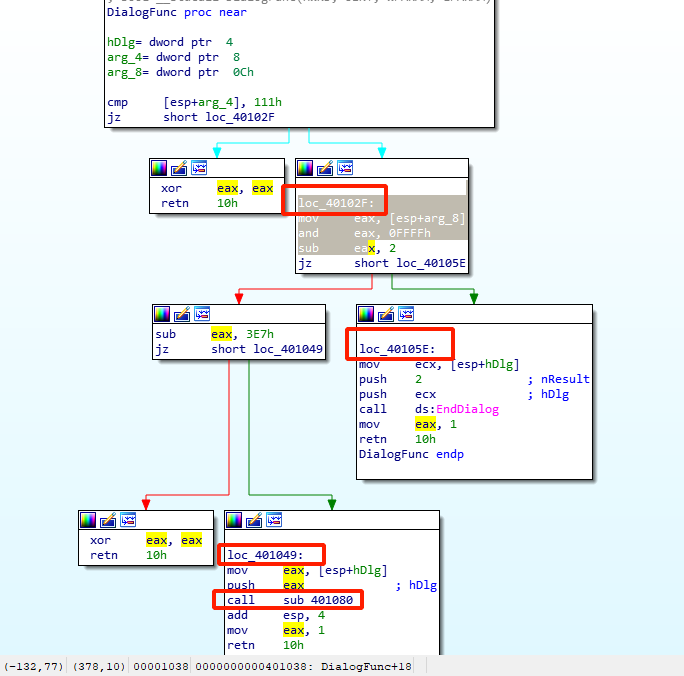 DialogFunc proc near
hDlg= dword ptr  4
arg_4= dword ptr  8
arg_8= dword ptr  0Ch
cmp     [esp+arg_4], 111h
jz      short loc_40102F
xor     eax, eax
retn    10h
loc_40102F:
mov     eax, [esp+arg_8]
and     eax, 0FFFFh
sub     eax, 2
jz      short loc_40105E
sub     eax, 3E7h
jz      short loc_401049
loc_40105E:
mov     ecx, [esp+hDlg]
push    2               ; nResult
push    ecx             ; hDlg
call    ds:EndDialog
mov     eax, 1
retn    10h
DialogFunc endp
xor     eax, eax
retn    10h
loc_401049:
mov     eax, [esp+hDlg]
push    eax             ; hDlg
call    sub_401080
add     esp, 4
mov     eax, 1
retn    10h
(-132,77) (378,10) 00001038 0000000000401038: DialogFunc+18